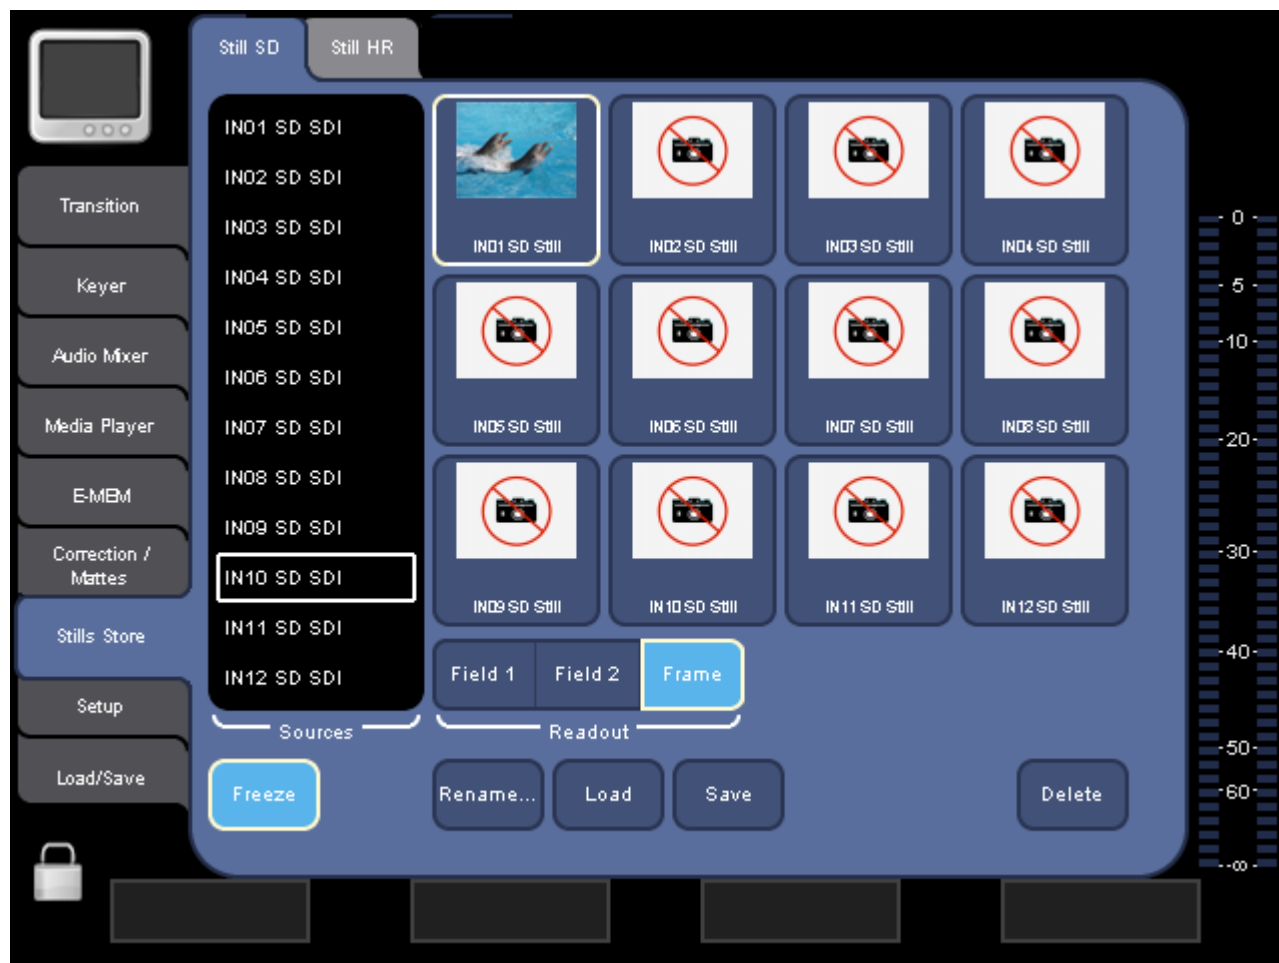 Still SD
Still HR
Transition
Keyer
Audio Mixer
Media Player
E-MEM
Correction /
Mattes
Stills Store
Setup
Load/Save
IN01 SD SDI
IN02 SD SDI
IN03 SD SDI
IN04 SD SDI
IN05 SD SDI
IN06 SD SDI
IN07 SD SDI
IN08 SD SDI
IN09 SD SDI
IN10 SD SDI
IN11 SD SDI
IN12 SD SDI
Sources
Freeze
IN01 SD Still
IN02 SD Still
IN03 SD Still
IN04 SD Still
IN05 SD Still
IN06 SD Still
IN07 SD Still
IN08 SD Still
IN09 SD Still
IN10 SD Still
IN11 SD Still
IN12 SD Still
Field 1
Field 2
Frame
Readout
Rename...
Load
Save
Delete
- 0 -
- 5 -
-10-
-20-
-30-
-40-
-50-
-60-
--∞-